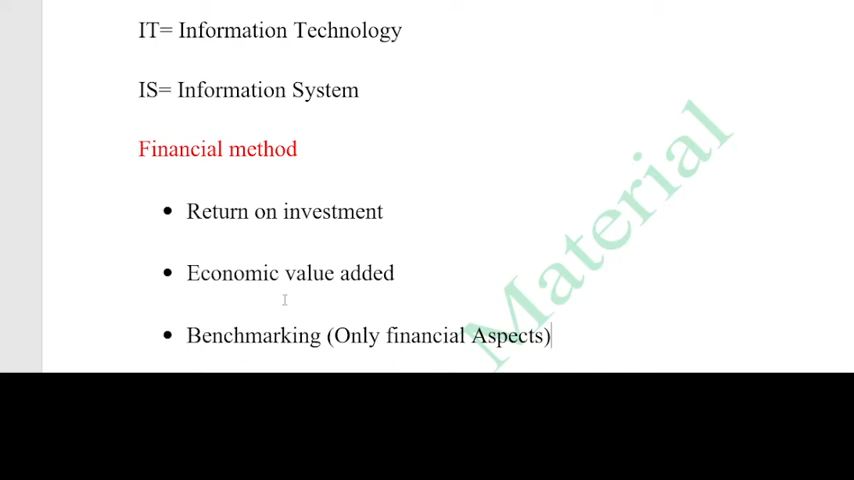 IT= Information Technology
IS= Information System
Financial method
Return on investment
Economic value added
Benchmarking (Only financial Aspects)
Material